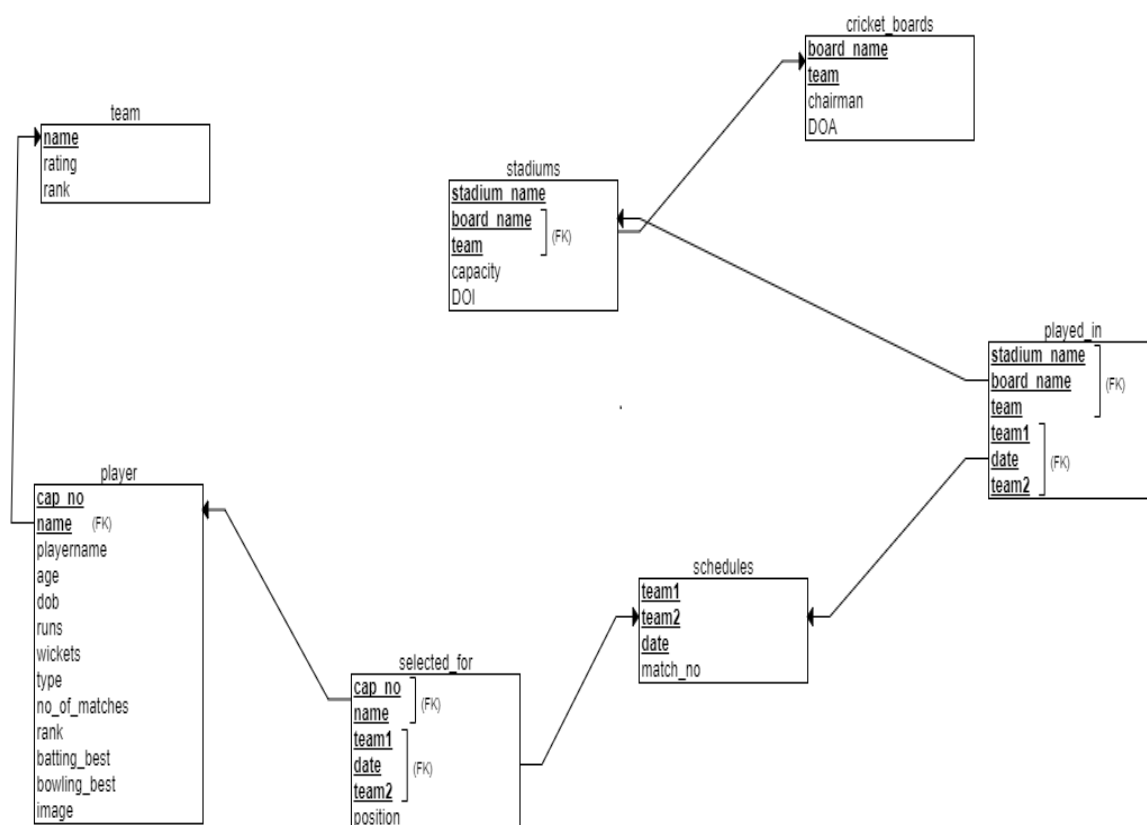 cricket_boards
board_name
team
chairman
DOA
team
name
rating
rank
stadiums
stadium_name
board_name
team
(FK)
capacity
DOI
played_in
stadium_name
board_name
(FK)
team
team1
date
(FK)
team2
player
cap_no
name (FK)
playername
age
dob
runs
wickets
type
no_of_matches
rank
batting_best
bowling_best
image
schedules
team1
team2
date
match_no
selected_for
cap_no
(FK)
name
team1
date
(FK)
team2
position